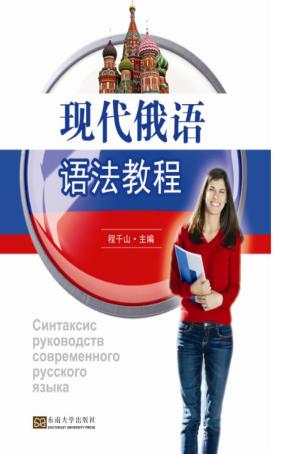 现代俄语
语法教程
程千山·主编
Синтаксис
руководств
современного
русского
языка
东南大学出版社
SOUTHEAST UNIVERSITY PRESS